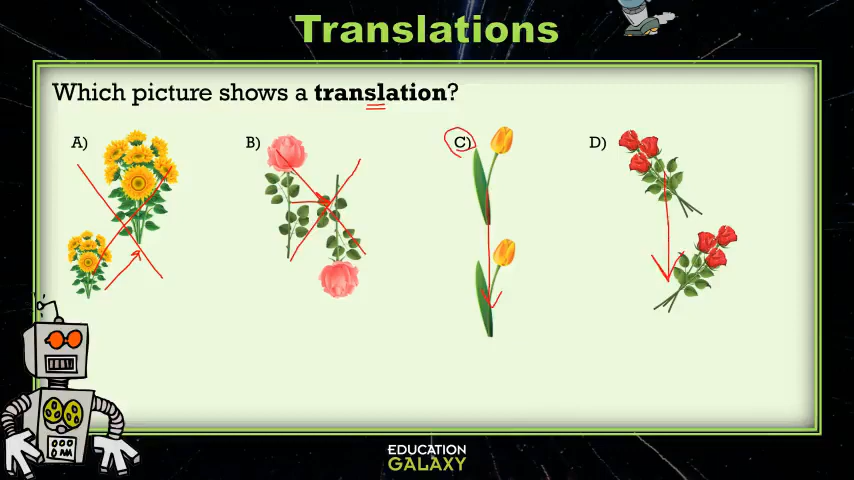 Translations
Which picture shows a translation?
A)
B)
C)
D)
EDUCATION
GALAXY